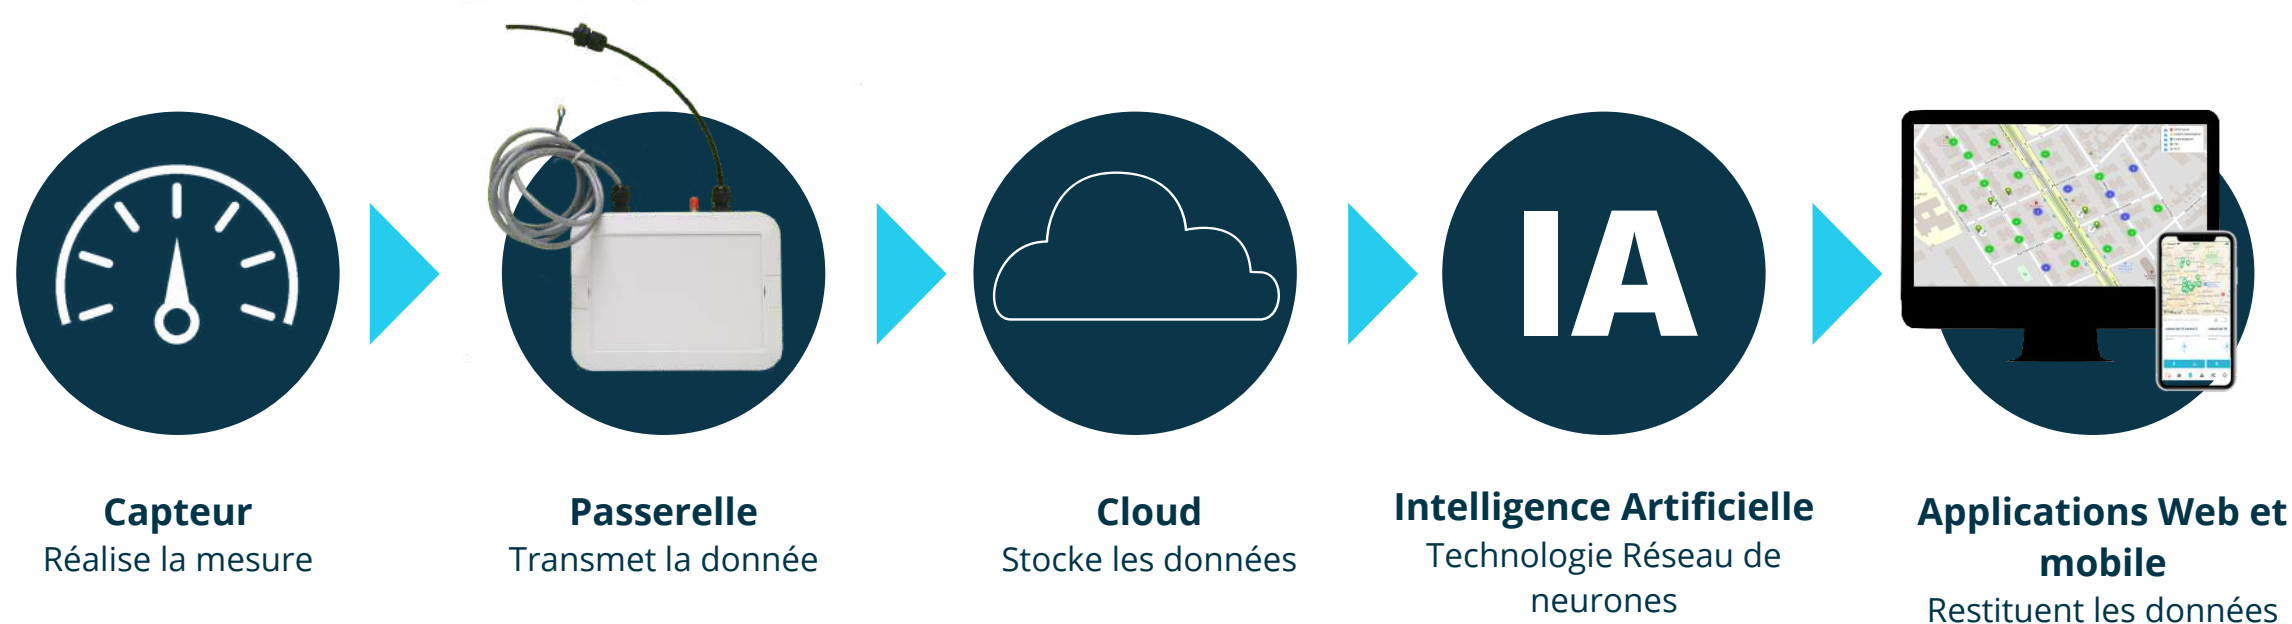 IA
Capteur
Réalise la mesure
Passerelle
Transmet la donnée
Cloud
Stocke les données
Intelligence Artificielle
Technologie Réseau de
neurones
Applications Web et
mobile
Restituent les données